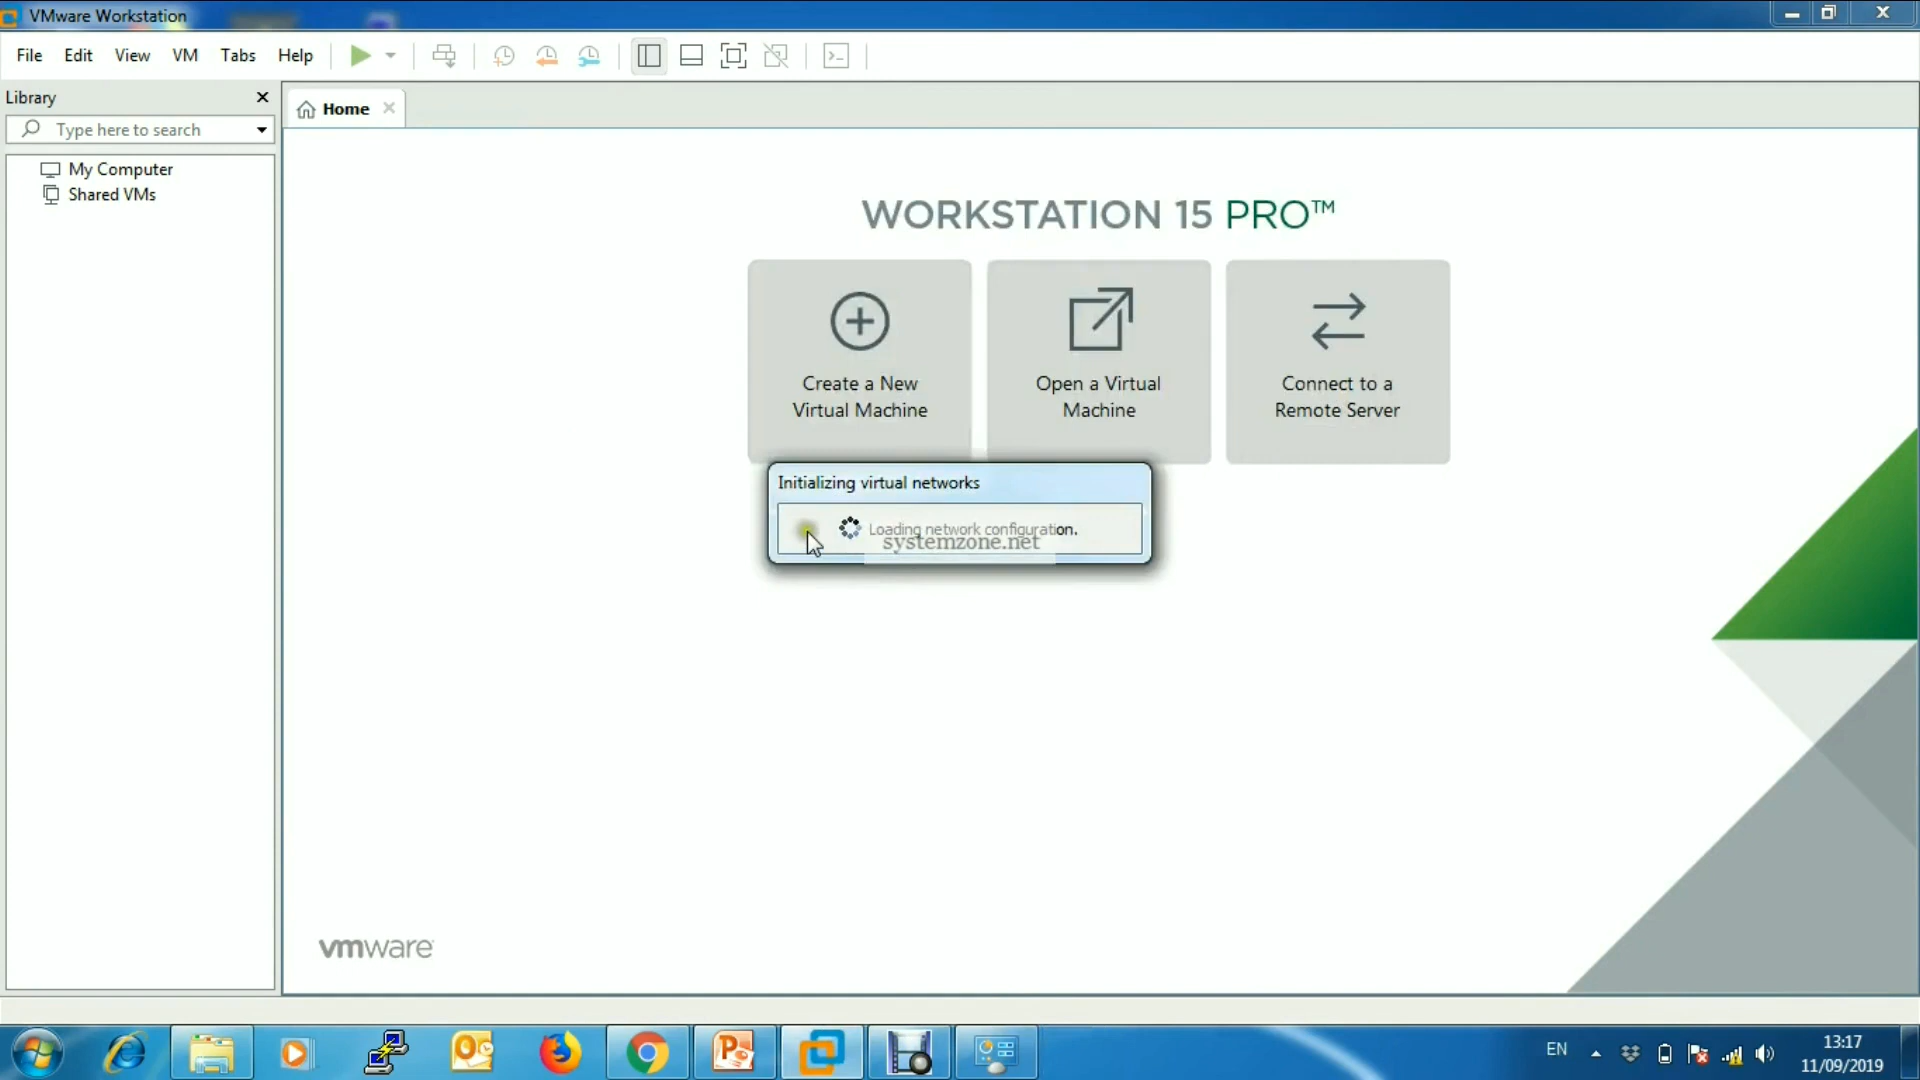 VMware Workstation
File Edit View VM Tabs Help
Library
Home
Type here to search
My Computer
Shared VMs
WORKSTATION 15 PRO™
Create a New
Virtual Machine
Open a Virtual
Machine
Connect to a
Remote Server
Initializing virtual networks
Loading network configuration.
systemzone.net
vmware
EN
13:17
11/09/2019